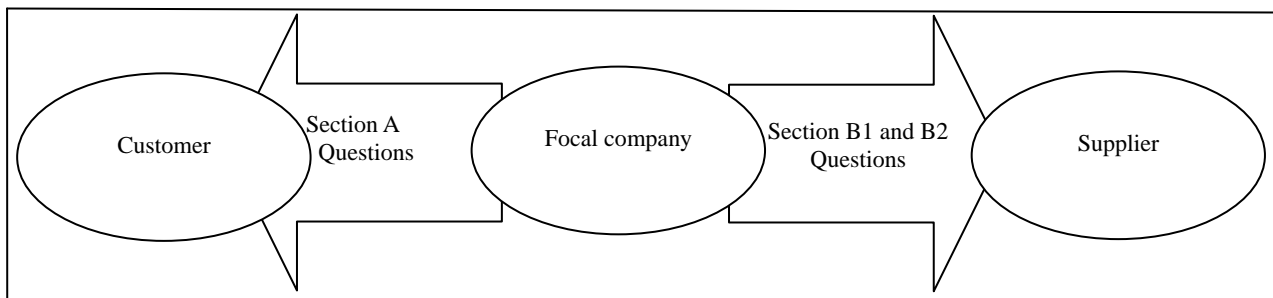 Customer
Section A
Questions
Focal company
Section B1 and B2
Questions
Supplier